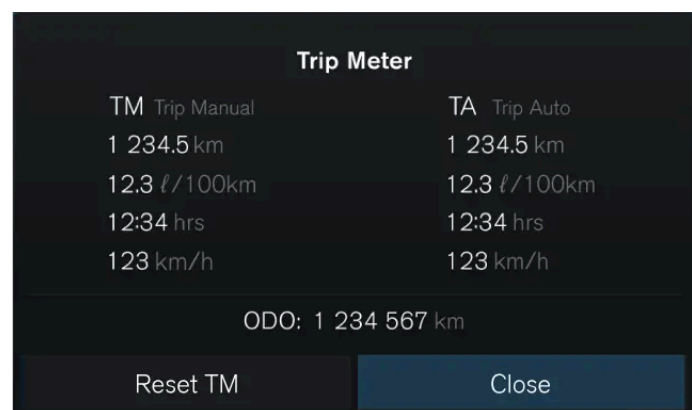 Trip Meter
TM Trip Manual
1 234.5 km
12.3 ℓ/100km
12:34 hrs
123 km/h
TA Trip Auto
1 234.5 km
12.3 ℓ/100km
12:34 hrs
123 km/h
ODO: 1 234 567 km
Reset TM
Close